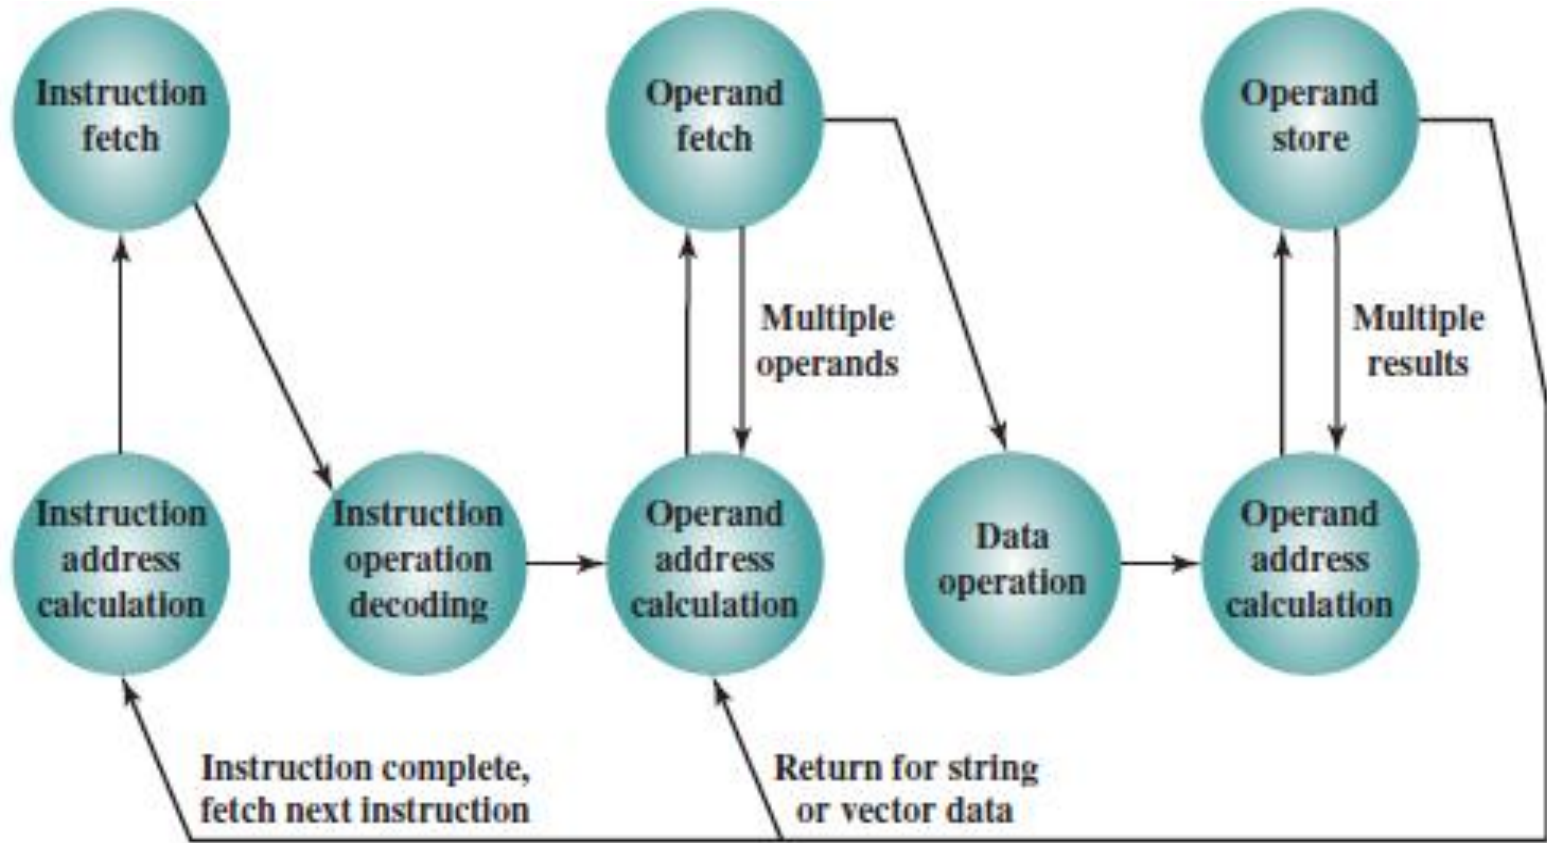 Instruction
fetch
Operand
fetch
Operand
store
Multiple
operands
Multiple
results
Instruction
address
calculation
Instruction
operation
decoding
Operand
address
calculation
Data
operation
Operand
address
calculation
Instruction complete,
fetch next instruction
Return for string
or vector data